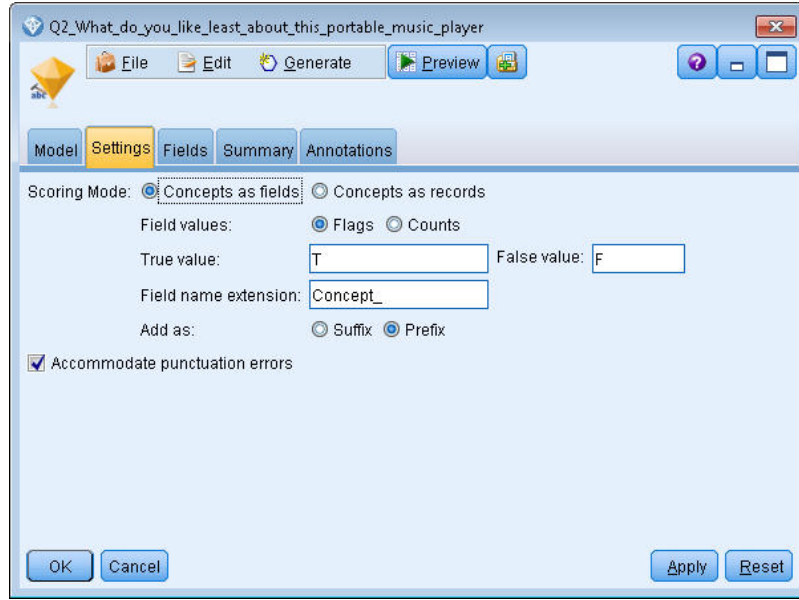 Q2_What_do_you_like_least_about_this_portable_music_player
File Edit Generate Preview
abc
Model Settings Fields Summary Annotations
Scoring Mode: Concepts as fields Concepts as records
Field values: Flags Counts
True value: T False value: F
Field name extension: Concept_
Add as: Suffix Prefix
Accommodate punctuation errors
OK Cancel Apply Reset